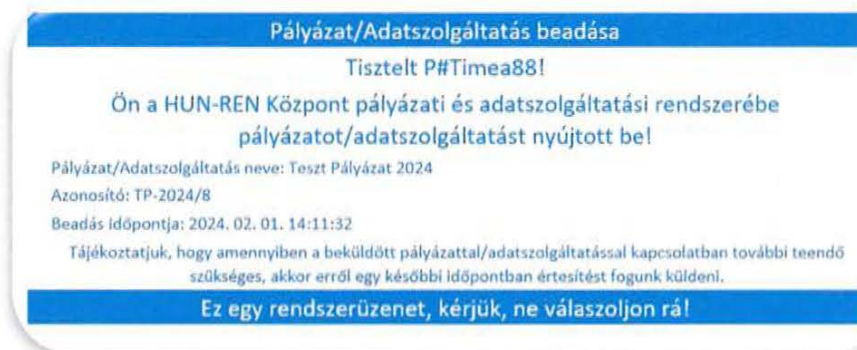 Pályázat/Adatszolgáltatás beadása
Tisztelt P#Timea88!
Ön a HUN-REN Központ pályázati és adatszolgáltatási rendszerébe
pályázatot/adatszolgáltatást nyújtott be!
Pályázat/Adatszolgáltatás neve: Teszt Pályázat 2024
Azonosító: TP-2024/8
Beadás időpontja: 2024. 02. 01. 14:11:32
Tájékoztatjuk, hogy amennyiben a beküldött pályázattal/adatszolgáltatással kapcsolatban további teendő
szükséges, akkor erről egy későbbi időpontban értesítést fogunk küldeni.
Ez egy rendszerüzenet, kérjük, ne válaszoljon rá!